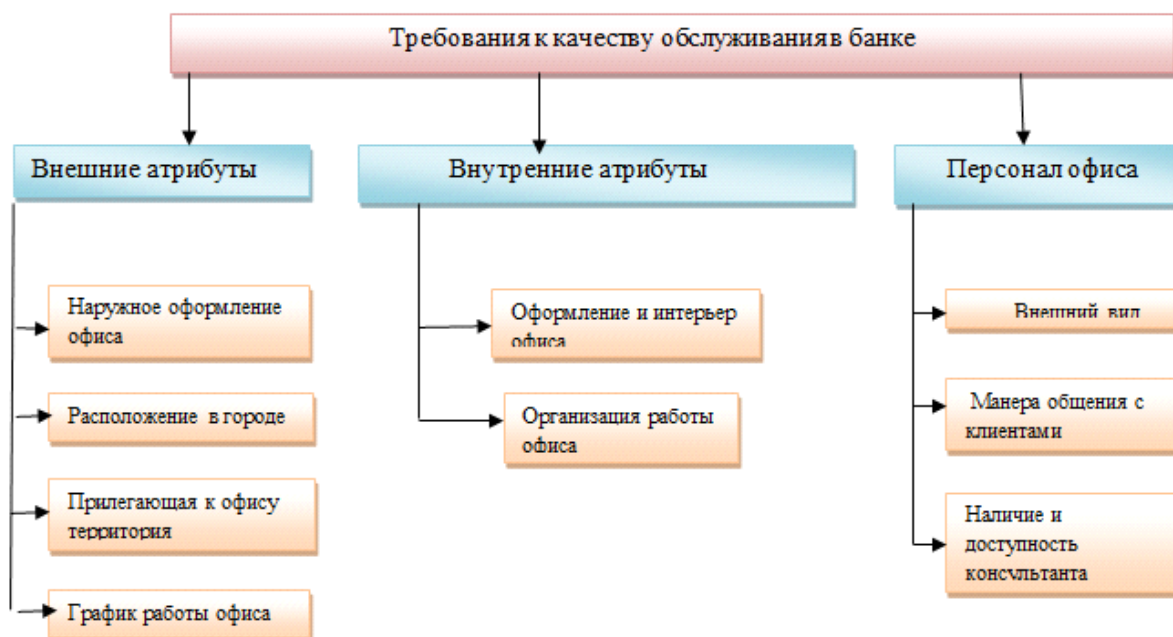 Требования к качеству обслуживания в банке
Внешние атрибуты
Внутренние атрибуты
Персонал офиса
Наружное оформление
офиса
Расположение в городе
Прилегающая к офису
территория
График работы офиса
Оформление и интерьер
офиса
Организация работы
офиса
Внешний вид
Манера общения с
клиентами
Наличие и
доступность
консультанта